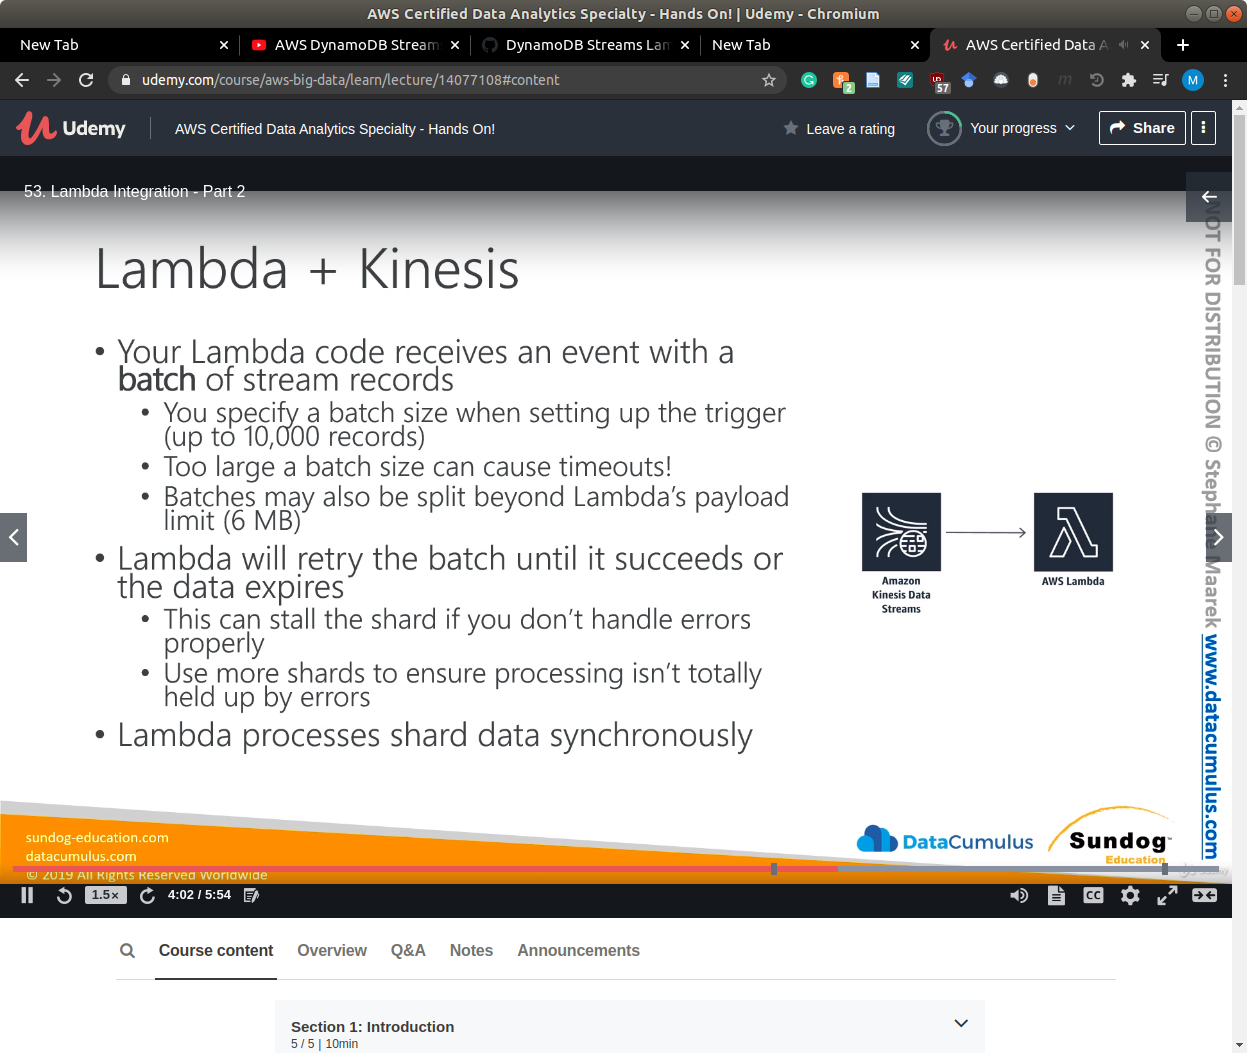 AWS Certified Data Analytics Specialty - Hands On! | Udemy - Chromium
New Tab
AWS DynamoDB Stream
DynamoDB Streams Lam
New Tab
AWS Certified Data A
udemy.com/course/aws-big-data/learn/lecture/14077108#content
2
57
M
Udemy
AWS Certified Data Analytics Specialty - Hands On!
Leave a rating
Your progress
Share
53. Lambda Integration - Part 2
Lambda + Kinesis
• Your Lambda code receives an event with a
batch of stream records
• You specify a batch size when setting up the trigger
(up to 10,000 records)
• Too large a batch size can cause timeouts!
• Batches may also be split beyond Lambda's payload
limit (6 MB)
• Lambda will retry the batch until it succeeds or
the data expires
• This can stall the shard if you don't handle errors
properly
• Use more shards to ensure processing isn't totally
held up by errors
• Lambda processes shard data synchronously
Amazon
Kinesis Data
Streams
AWS Lambda
NOT FOR DISTRIBUTION © Stephane Maarek www.datacumulus.com
sundog-education.com
datacumulus.com
© 2019 All Rights Reserved Worldwide
DataCumulus
Sundog
Education
1.5×
4:02 / 5:54
CC
Course content
Overview
Q&A
Notes
Announcements
Section 1: Introduction
5 / 5 | 10min